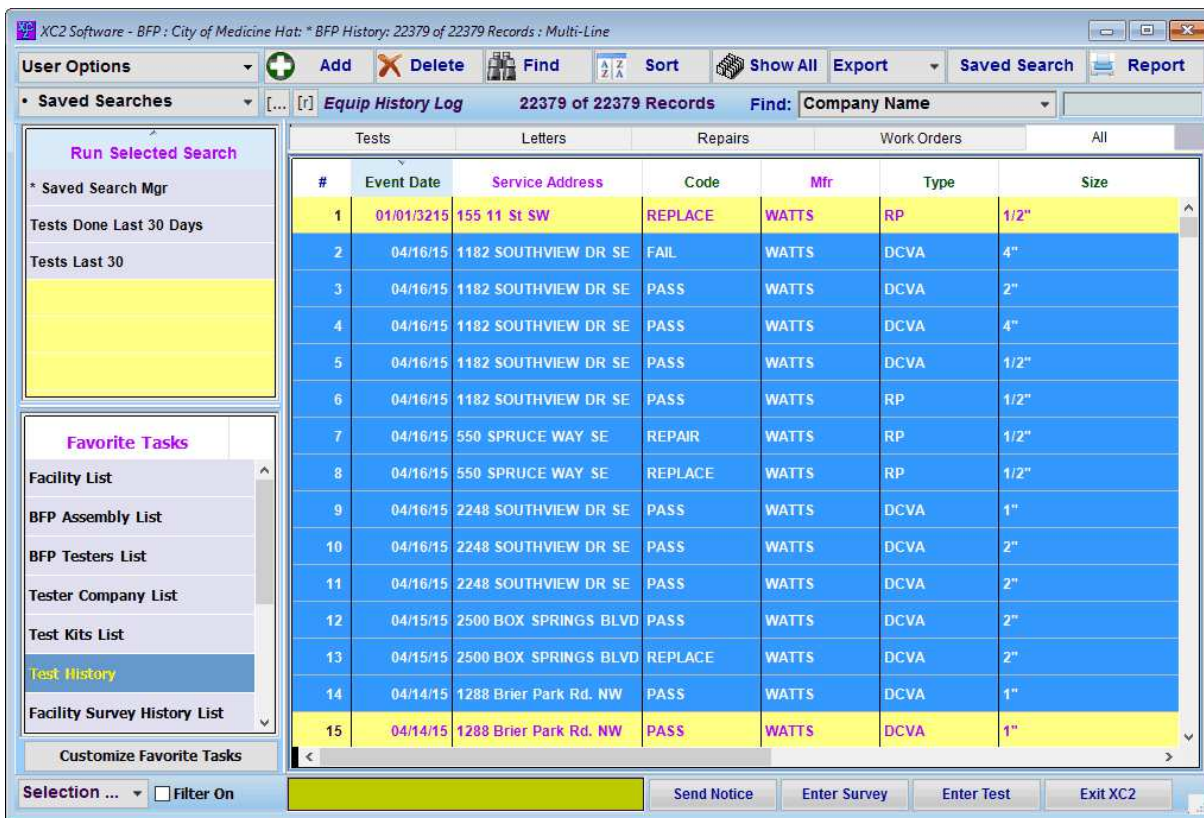 XC2 Software - BFP : City of Medicine Hat: * BFP History: 22379 of 22379 Records : Multi-Line
User Options Add Delete Find Sort Show All Export Saved Search Report
• Saved Searches [... [r] Equip History Log 22379 of 22379 Records Find: Company Name
Run Selected Search
* Saved Search Mgr
Tests Done Last 30 Days
Tests Last 30
Favorite Tasks
Facility List
BFP Assembly List
BFP Testers List
Tester Company List
Test Kits List
Test History
Facility Survey History List
Customize Favorite Tasks
Tests Letters Repairs Work Orders All
# Event Date Service Address Code Mfr Type Size
1 01/01/3215 155 11 St SW REPLACE WATTS RP 1/2"
2 04/16/15 1182 SOUTHVIEW DR SE FAIL WATTS DCVA 4"
3 04/16/15 1182 SOUTHVIEW DR SE PASS WATTS DCVA 2"
4 04/16/15 1182 SOUTHVIEW DR SE PASS WATTS DCVA 4"
5 04/16/15 1182 SOUTHVIEW DR SE PASS WATTS DCVA 1/2"
6 04/16/15 1182 SOUTHVIEW DR SE PASS WATTS RP 1/2"
7 04/16/15 550 SPRUCE WAY SE REPAIR WATTS RP 1/2"
8 04/16/15 550 SPRUCE WAY SE REPLACE WATTS RP 1/2"
9 04/16/15 2248 SOUTHVIEW DR SE PASS WATTS DCVA 1"
10 04/16/15 2248 SOUTHVIEW DR SE PASS WATTS DCVA 2"
11 04/16/15 2248 SOUTHVIEW DR SE PASS WATTS DCVA 2"
12 04/15/15 2500 BOX SPRINGS BLVD PASS WATTS DCVA 2"
13 04/15/15 2500 BOX SPRINGS BLVD REPLACE WATTS DCVA 2"
14 04/14/15 1288 Brier Park Rd. NW PASS WATTS DCVA 1"
15 04/14/15 1288 Brier Park Rd. NW PASS WATTS DCVA 1"
Selection ... Filter On Send Notice Enter Survey Enter Test Exit XC2